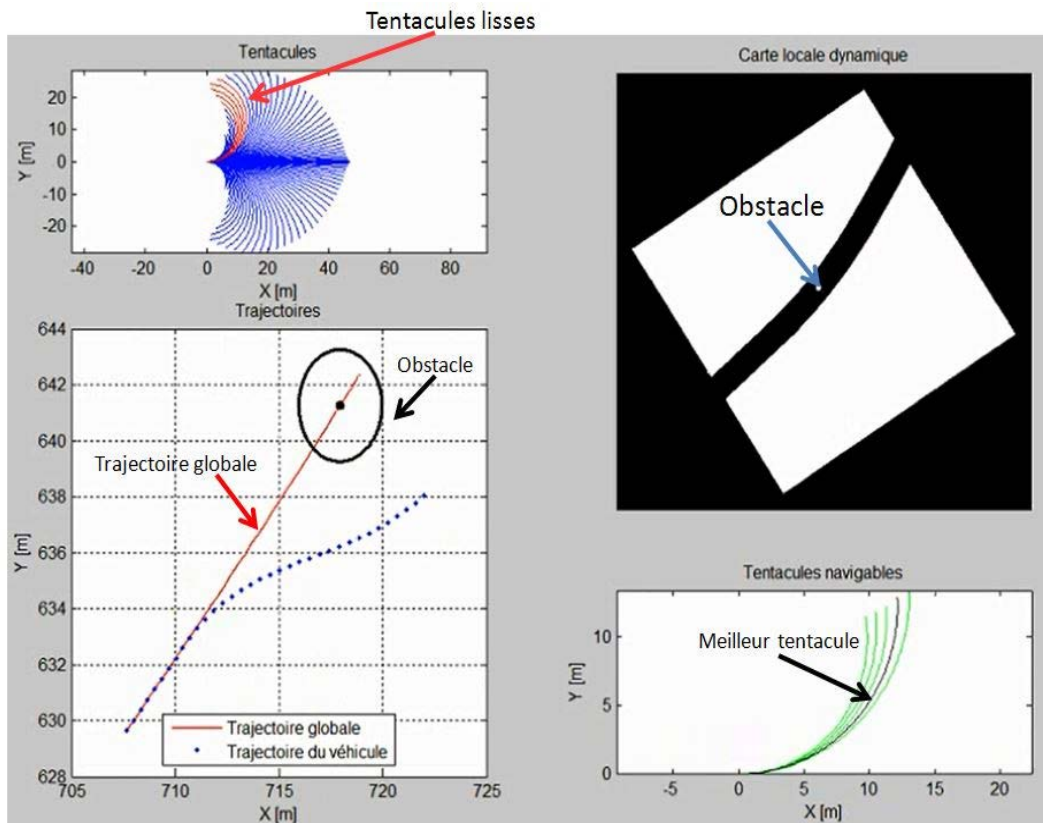 Tentacules lisses
Tentacules
20
10
0
-10
-20
Y [m]
-40 -20 0 20 40 60 80
X [m]
Carte locale dynamique
Obstacle
Trajectoires
644
642
640
638
636
634
632
630
628
Y [m]
Obstacle
Trajectoire globale
Trajectoire globale
Trajectoire du véhicule
705 710 715 720 725
X [m]
Tentacules navigables
Meilleur tentacule
10
5
0
Y [m]
-5 0 5 10 15 20
X [m]